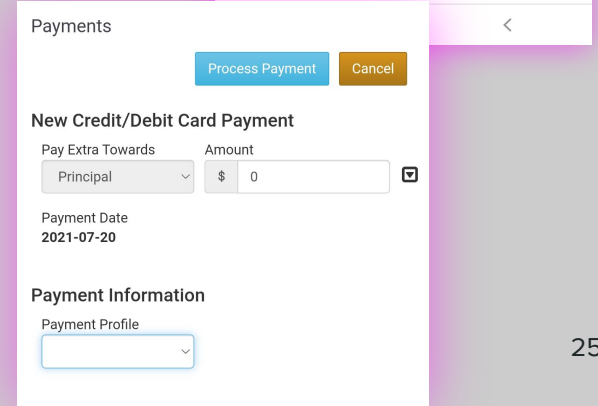 Payments
Process Payment Cancel
New Credit/Debit Card Payment
Pay Extra Towards Amount
Principal $ 0
Payment Date
2021-07-20
Payment Information
Payment Profile
25